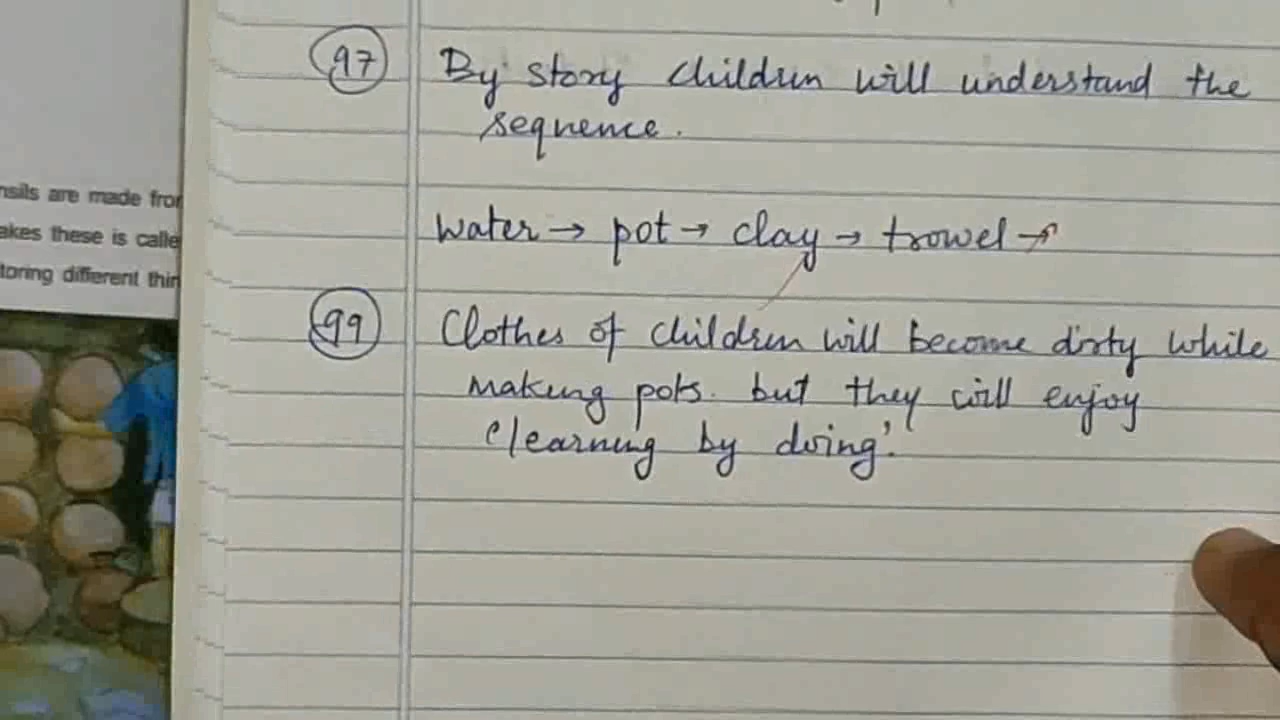 97 By story children will understand the
sequence.
water → pot → clay → trowel →
99 Clothes of children will become dirty while
making pots. but they will enjoy
'learning by doing'.
nsils are made fror
akes these is calle
toring different thin